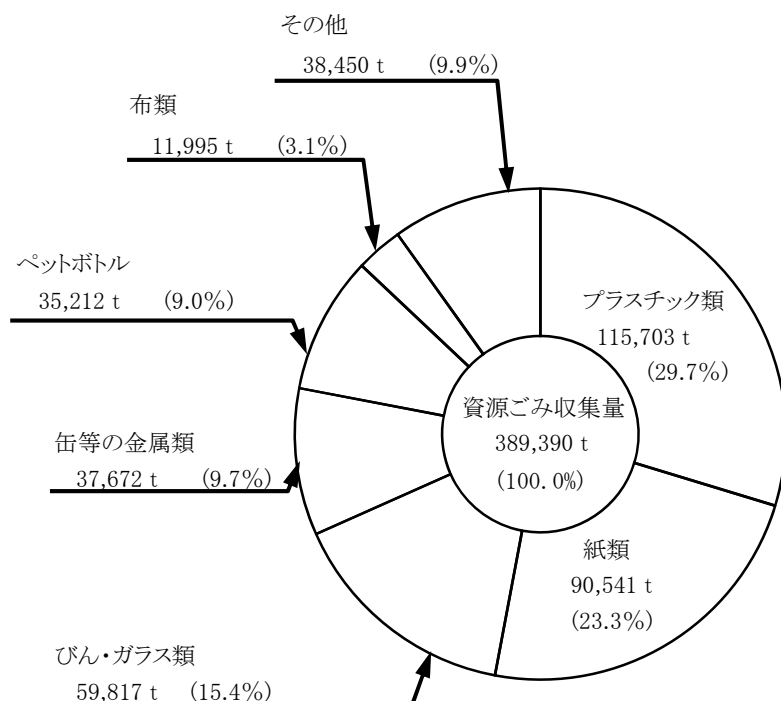 その他
38,450 t (9.9%)
布類
11,995 t (3.1%)
ペットボトル
35,212 t (9.0%)
プラスチック類
115,703 t
(29.7%)
資源ごみ収集量
389,390 t
(100.0%)
缶等の金属類
37,672 t (9.7%)
紙類
90,541 t
(23.3%)
びん・ガラス類
59,817 t (15.4%)